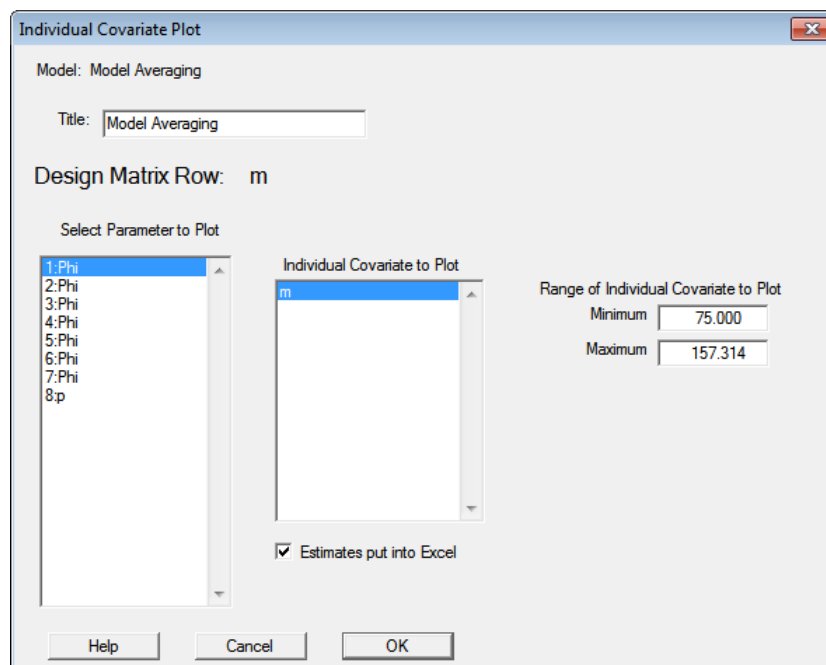 Individual Covariate Plot
Model: Model Averaging
Title: Model Averaging
Design Matrix Row: m
Select Parameter to Plot
1:Phi
2:Phi
3:Phi
4:Phi
5:Phi
6:Phi
7:Phi
8:p
Individual Covariate to Plot
m
Range of Individual Covariate to Plot
Minimum 75.000
Maximum 157.314
Estimates put into Excel
Help Cancel OK